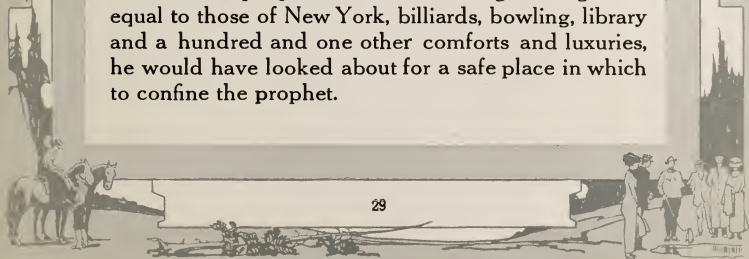 equal to those of New York, billiards, bowling, library
and a hundred and one other comforts and luxuries,
he would have looked about for a safe place in which
to confine the prophet.
29